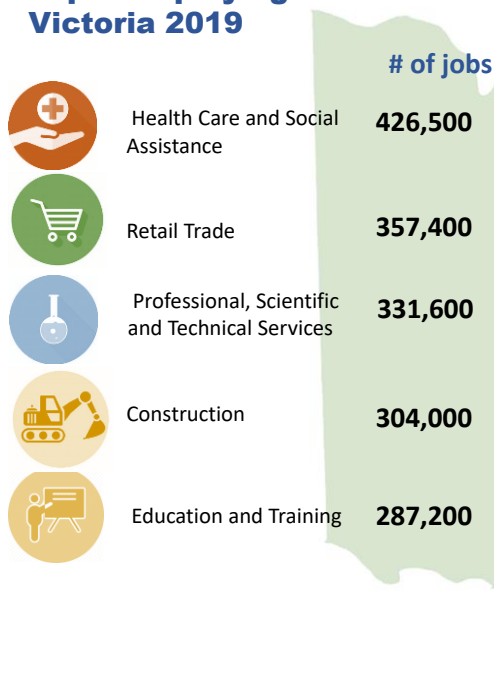 Victoria 2019
# of jobs
Health Care and Social
Assistance
426,500
Retail Trade
357,400
Professional, Scientific
and Technical Services
331,600
Construction
304,000
Education and Training
287,200